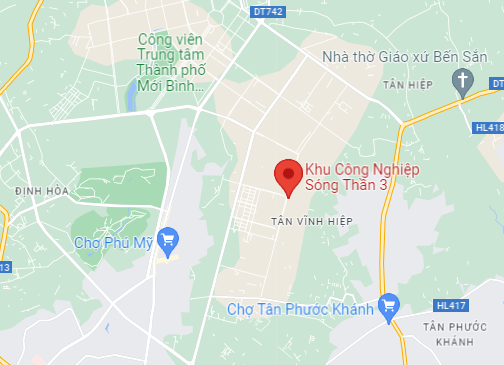 DT742
Công viên
Trung tâm
Thành phố
Mới Bình...
Nhà thờ Giáo xứ Bến Sắn
TÂN HIỆP
DT
HL418
Khu Công Nghiệp
Sóng Thần 3
ĐỊNH HÒA
TÂN VĨNH HIỆP
Chợ Phú Mỹ
13
Chợ Tân Phước Khánh
HL417
TÂN PHƯỚC
KHÁNH